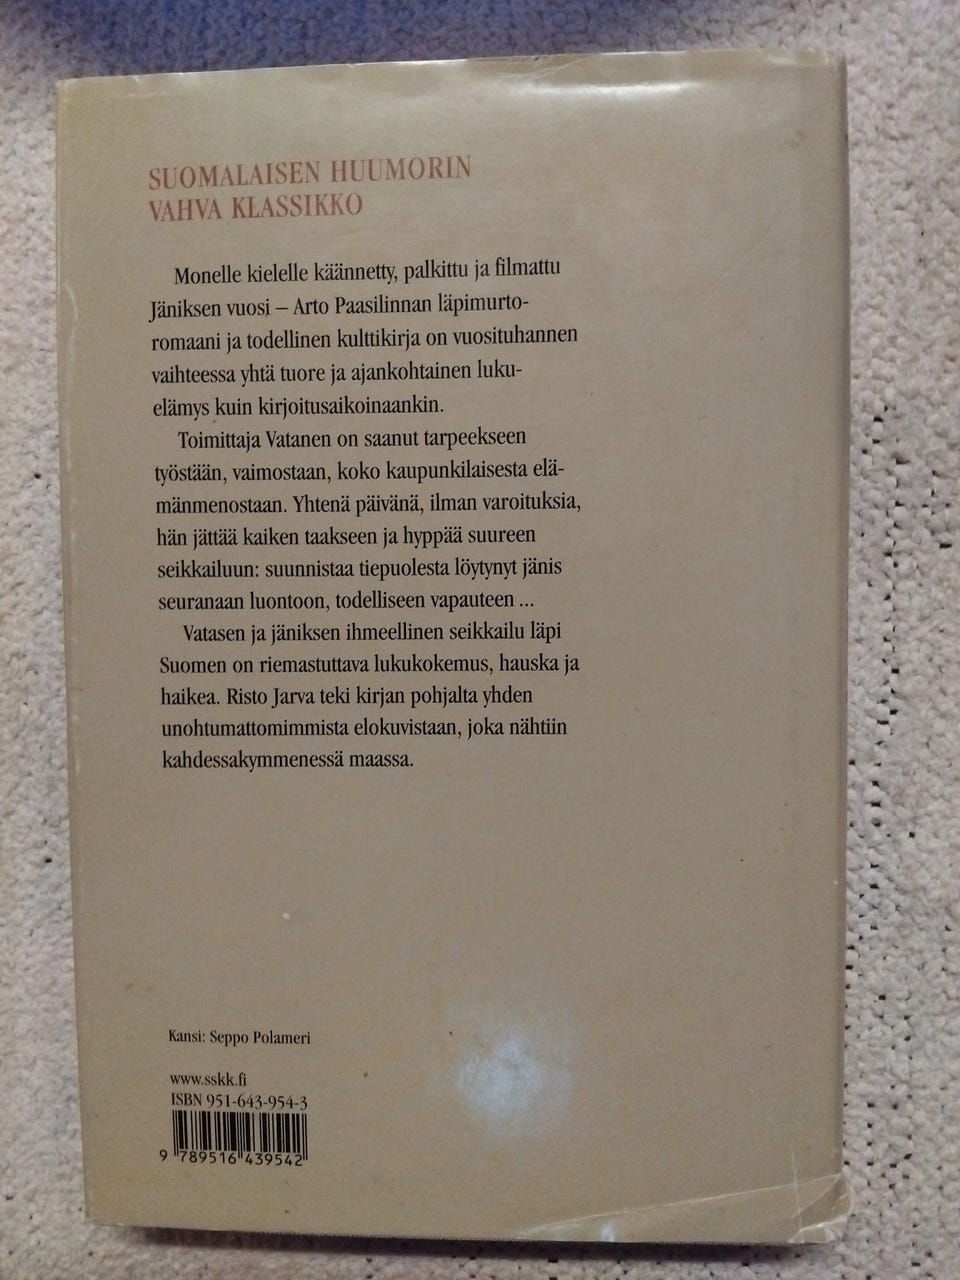 SUOMALAISEN HUUMORIN
VAHVA KLASSIKKO
Monelle kielelle käännetty, palkittu ja filmattu
Jäniksen vuosi – Arto Paasilinnan läpimurto-
romaani ja todellinen kulttikirja on vuosituhannen
vaihteessa yhtä tuore ja ajankohtainen luku-
elämys kuin kirjoitusaikoinaankin.
Toimittaja Vatanen on saanut tarpeekseen
työstään, vaimostaan, koko kaupunkilaisesta elä-
mänmenostaan. Yhtenä päivänä, ilman varoituksia,
hän jättää kaiken taakseen ja hyppää suureen
seikkailuun: suunnistaa tiepuolesta löytynyt jänis
seuranaan luontoon, todelliseen vapauteen ...
Vatasen ja jäniksen ihmeellinen seikkailu läpi
Suomen on riemastuttava lukukokemus, hauska ja
haikea. Risto Jarva teki kirjan pohjalta yhden
unohtumattomimmista elokuvistaan, joka nähtiin
kahdessakymmenessä maassa.
Kansi: Seppo Polameri
www.sskk.fi
ISBN 951-643-954-3
9 789516 439542